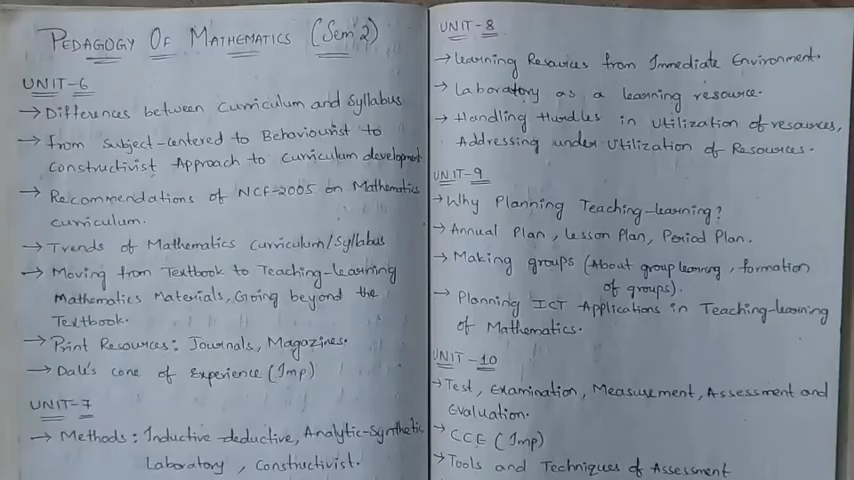 PEDAGOGY OF MATHEMATICS (Sem 2)
UNIT-6
→ Differences between Curriculum and Syllabus
→ From Subject-centered to Behaviourist to
Constructivist Approach to Curriculum development
→ Recommendations of NCF-2005 on Mathematics
curriculum.
→ Trends of Mathematics Curriculum/Syllabus
→ Moving from Textbook to Teaching-learning
Mathematics Materials, Going beyond the
Textbook.
→ Print Resources: Journals, Magazines.
→ Dale's cone of Experience (Imp)
UNIT-7
→ Methods: Inductive-deductive, Analytic-Synthetic,
Laboratory, Constructivist.
UNIT-8
→ Learning Resources from Immediate Environment.
→ Laboratory as a learning resource.
→ Handling Hurdles in Utilization of resources,
Addressing under Utilization of Resources.
UNIT-9
→ Why Planning Teaching-learning?
→ Annual Plan, Lesson Plan, Period Plan.
→ Making groups (About group learning, formation
of groups).
→ Planning ICT Applications in Teaching-learning
of Mathematics.
UNIT-10
→ Test, Examination, Measurement, Assessment and
Evaluation.
→ CCE (Imp)
→ Tools and Techniques of Assessment